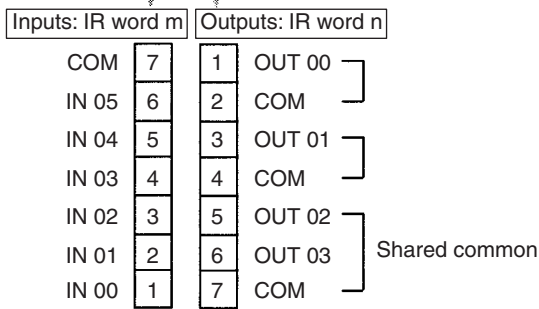 Inputs: IR word m Outputs: IR word n
COM 7 1 OUT 00
IN 05 6 2 COM
IN 04 5 3 OUT 01
IN 03 4 4 COM
IN 02 3 5 OUT 02
IN 01 2 6 OUT 03 Shared common
IN 00 1 7 COM